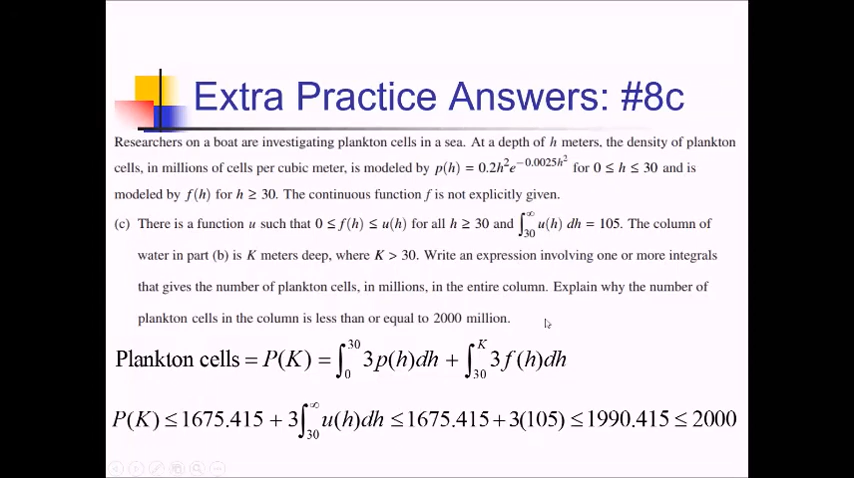 Extra Practice Answers: #8c
Researchers on a boat are investigating plankton cells in a sea. At a depth of h meters, the density of plankton
cells, in millions of cells per cubic meter, is modeled by p(h) = 0.2h²e^{−0.0025h²} for 0 ≤ h ≤ 30 and is
modeled by f(h) for h ≥ 30. The continuous function f is not explicitly given.
(c) There is a function u such that 0 ≤ f(h) ≤ u(h) for all h ≥ 30 and ∫_{30}^{∞} u(h) dh = 105. The column of
water in part (b) is K meters deep, where K > 30. Write an expression involving one or more integrals
that gives the number of plankton cells, in millions, in the entire column. Explain why the number of
plankton cells in the column is less than or equal to 2000 million.
Plankton cells = P(K) = ∫_{0}^{30} 3p(h)dh + ∫_{30}^{K} 3f(h)dh
P(K) ≤ 1675.415 + 3∫_{30}^{∞} u(h)dh ≤ 1675.415 + 3(105) ≤ 1990.415 ≤ 2000